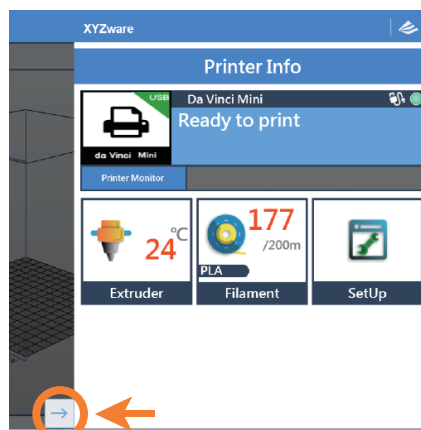 XYZware
Printer Info
USB
Da Vinci Mini
Ready to print
da Vinci Mini
Printer Monitor
24°C
177
/200m
PLA
Extruder
Filament
SetUp